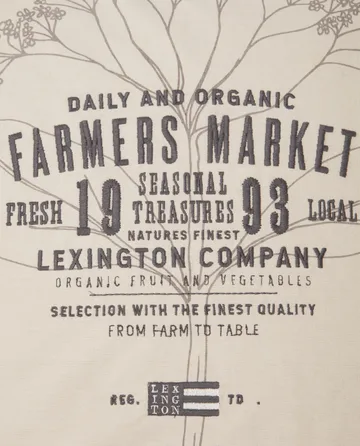 DAILY AND ORGANIC
FARMERS MARKET
FRESH 19 SEASONAL TREASURES 93 LOCAL
NATURES FINEST
LEXINGTON COMPANY
ORGANIC FRUIT AND VEGETABLES
SELECTION WITH THE FINEST QUALITY
FROM FARM TO TABLE
REG. LEX ING TON TD .